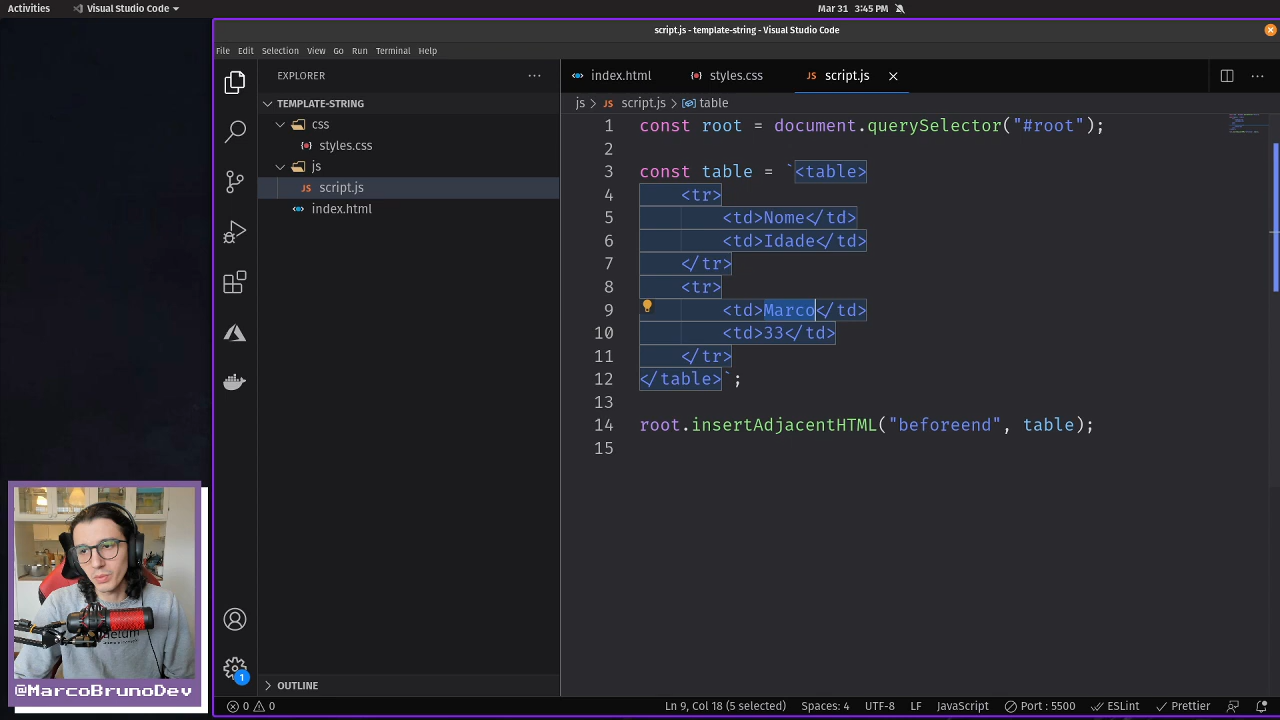 Activities
Visual Studio Code
Mar 31 3:45 PM
script.js - template-string - Visual Studio Code
File Edit Selection View Go Run Terminal Help
EXPLORER
index.html
styles.css
JS script.js
TEMPLATE-STRING
js > JS script.js > table
css
styles.css
js
JS script.js
index.html
1 const root = document.querySelector("#root");
2
3 const table = `<table>
4 <tr>
5 <td>Nome</td>
6 <td>Idade</td>
7 </tr>
8 <tr>
9 <td>Marco</td>
10 <td>33</td>
11 </tr>
12 </table>`;
13
14 root.insertAdjacentHTML("beforeend", table);
15
1
OUTLINE
@MarcoBrunoDev
0 0 Ln 9, Col 18 (5 selected) Spaces: 4 UTF-8 LF JavaScript Port : 5500 ESLint Prettier